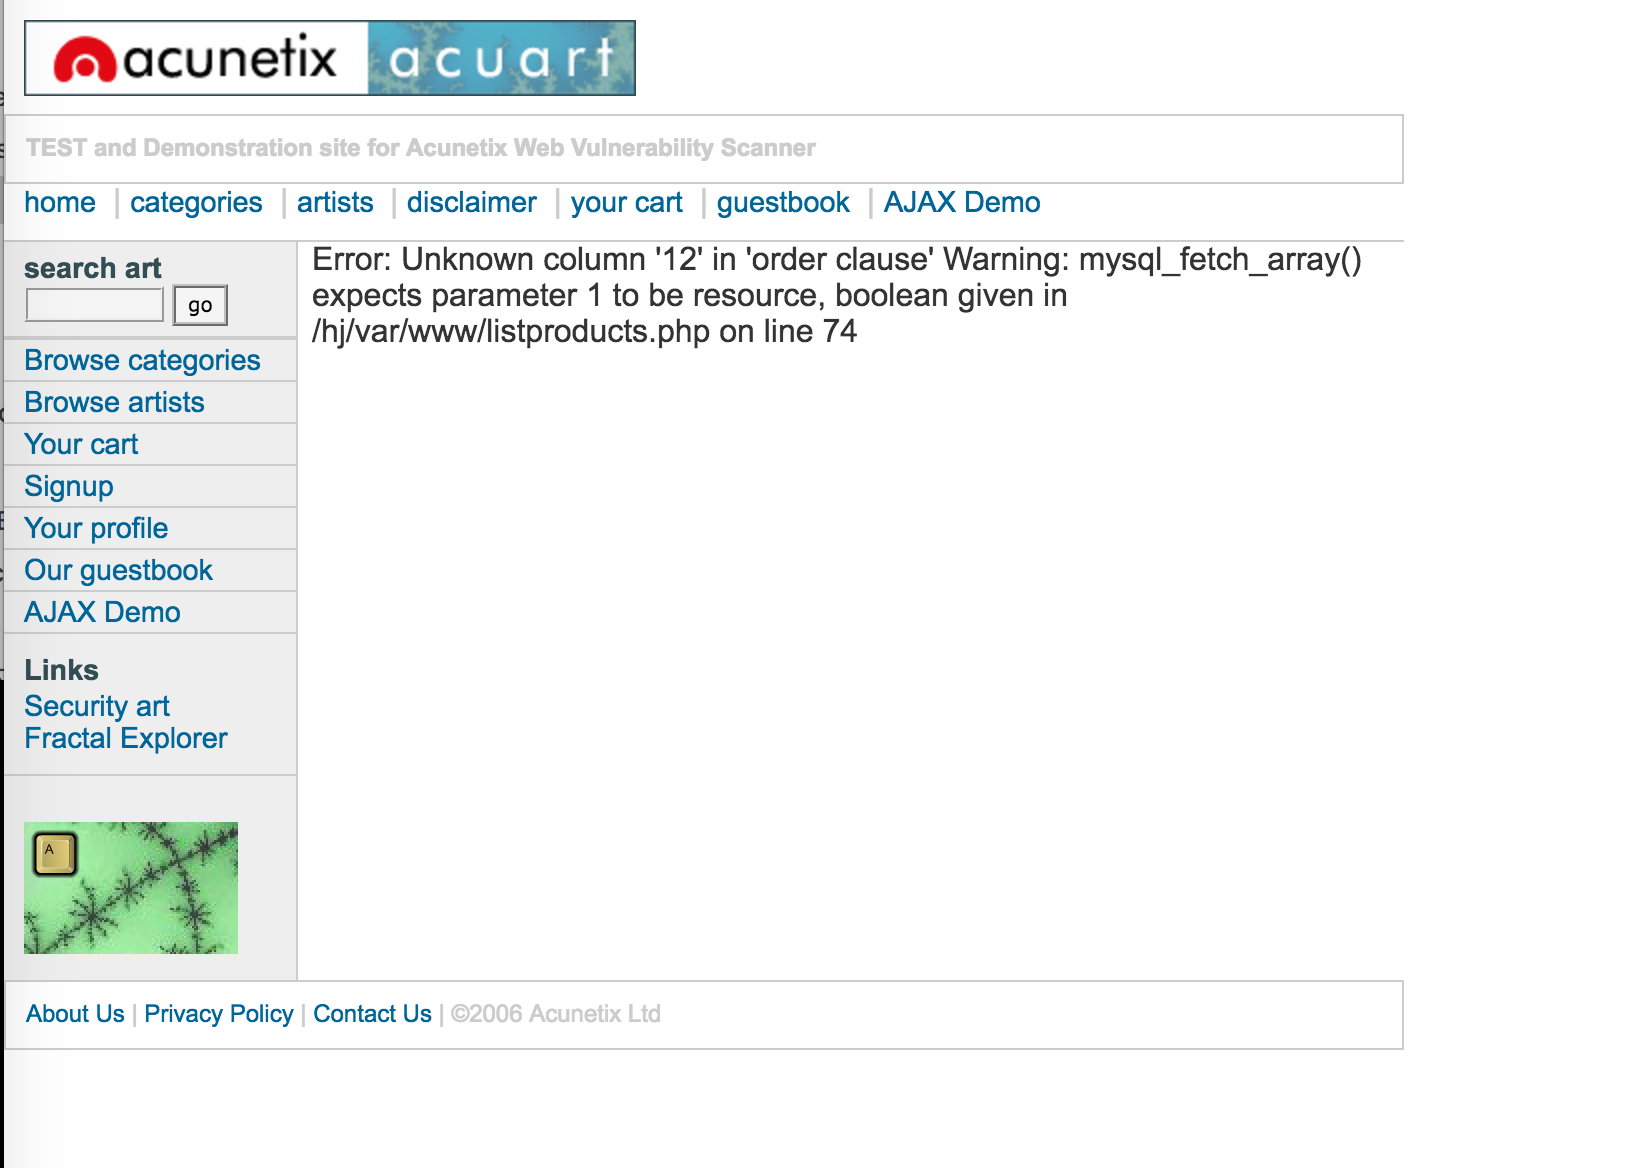 acunetix acuart
TEST and Demonstration site for Acunetix Web Vulnerability Scanner
home | categories | artists | disclaimer | your cart | guestbook | AJAX Demo
search art
go
Browse categories
Browse artists
Your cart
Signup
Your profile
Our guestbook
AJAX Demo
Links
Security art
Fractal Explorer
A
Error: Unknown column '12' in 'order clause' Warning: mysql_fetch_array()
expects parameter 1 to be resource, boolean given in
/hj/var/www/listproducts.php on line 74
About Us | Privacy Policy | Contact Us | ©2006 Acunetix Ltd